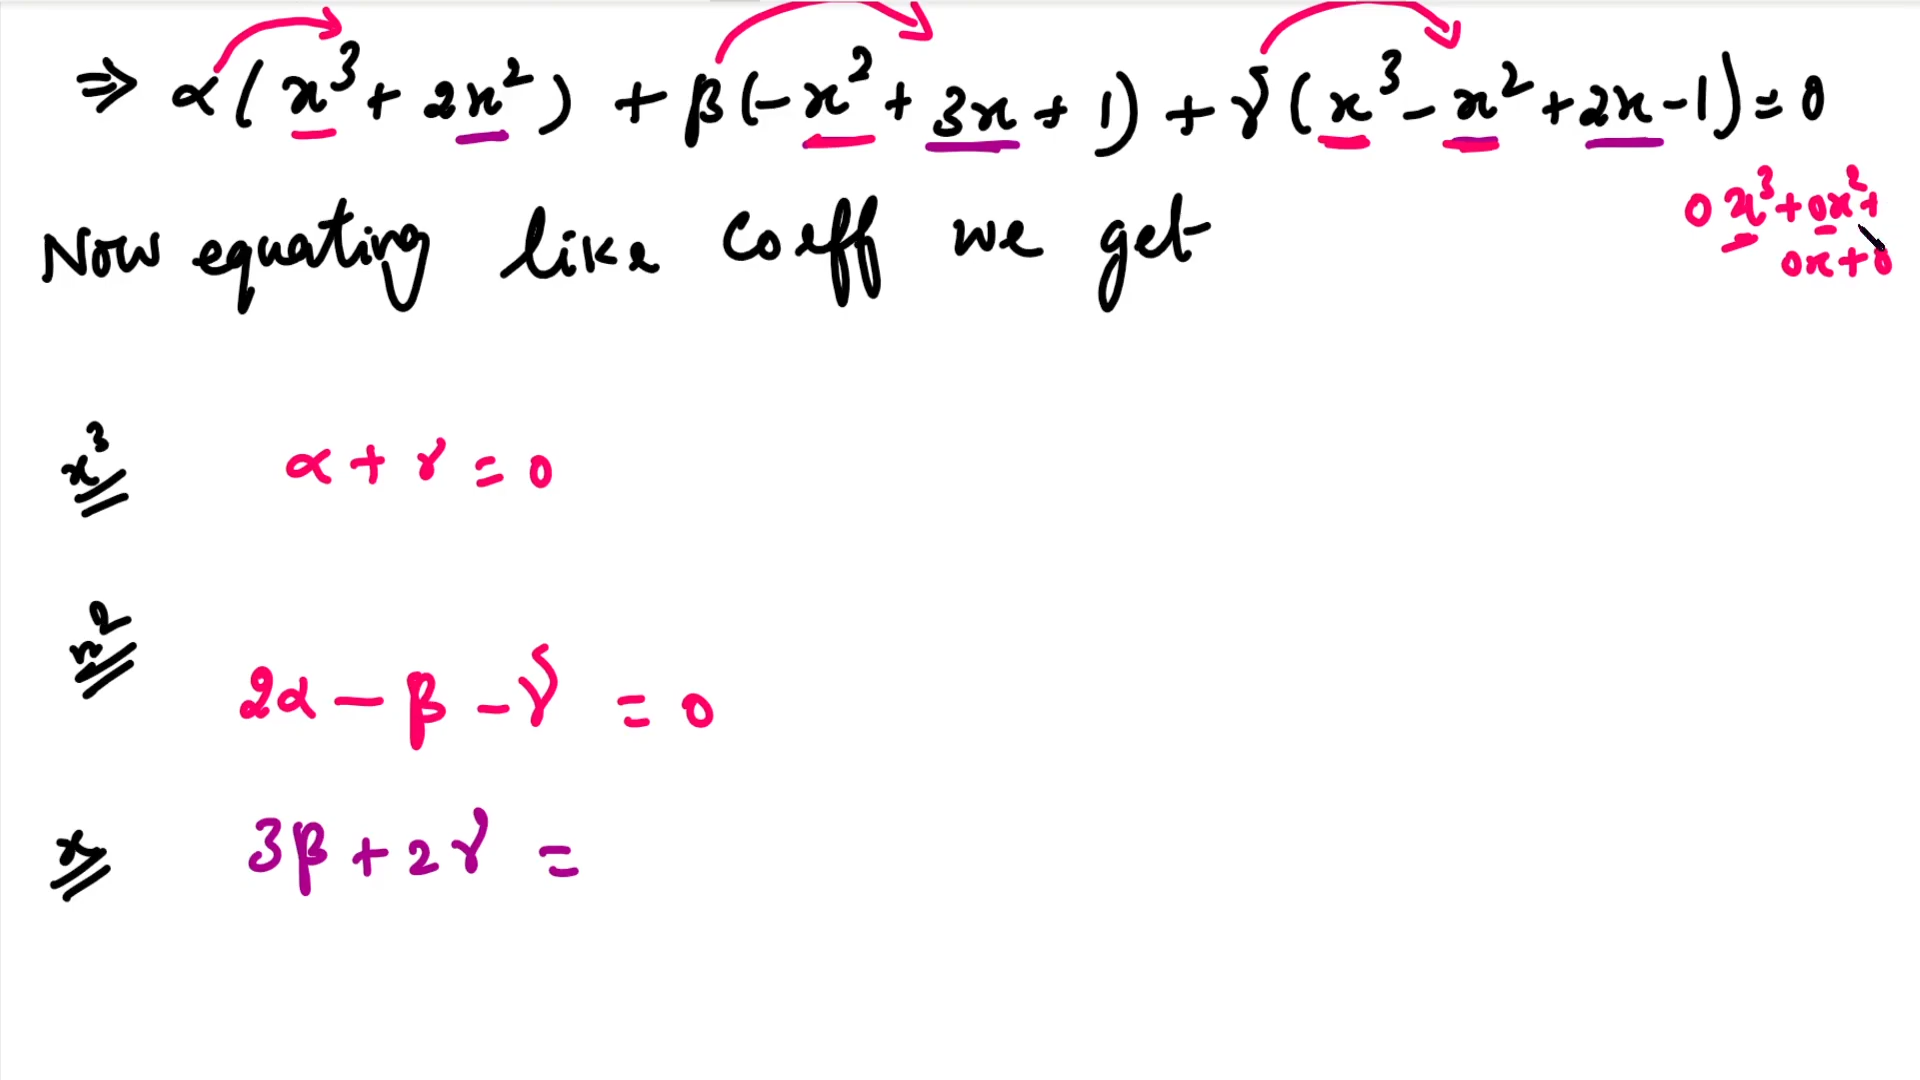 ⇒ α(x³ + 2x²) + β(-x² + 3x + 1) + γ(x³ - x² + 2x - 1) = 0
0x³ + 0x² +
0x + 0
Now equating like coeff we get
x³ α + γ = 0
x² 2α - β - γ = 0
x 3β + 2γ =